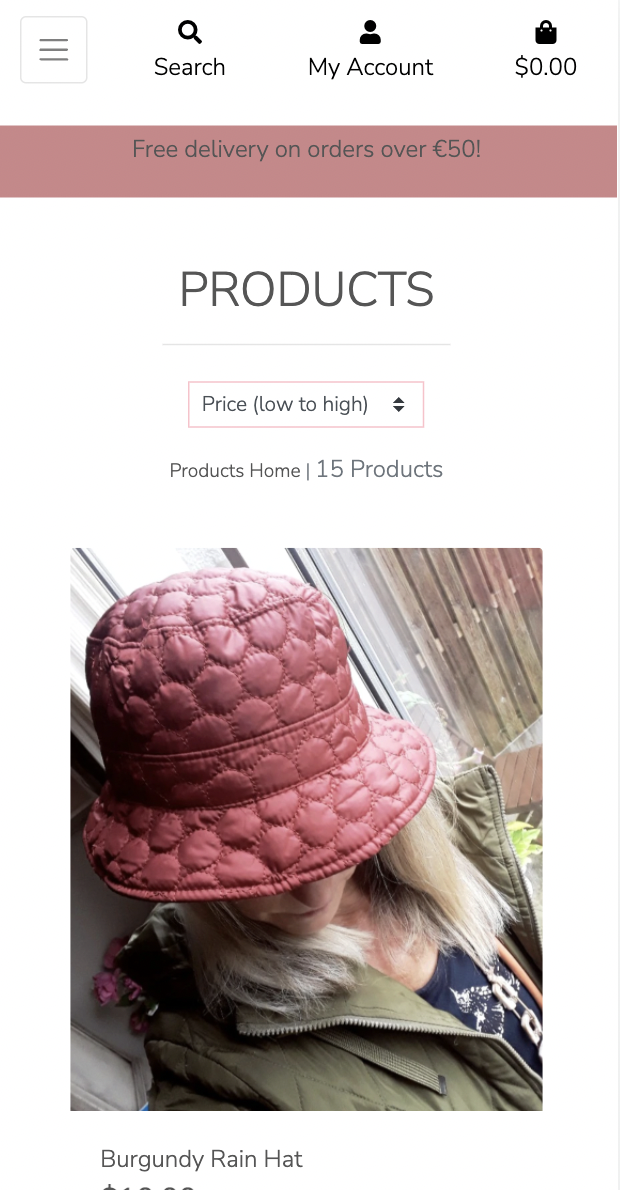 Search My Account $0.00
Free delivery on orders over €50!
PRODUCTS
Price (low to high)
Products Home | 15 Products
Burgundy Rain Hat